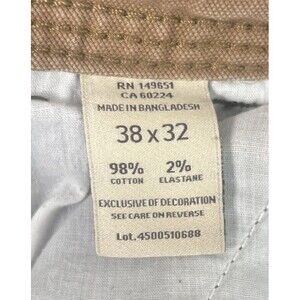 RN 149651
CA 60224
MADE IN BANGLADESH
38 x 32
98% 2%
COTTON ELASTANE
EXCLUSIVE OF DECORATION
SEE CARE ON REVERSE
Lot.4500510688